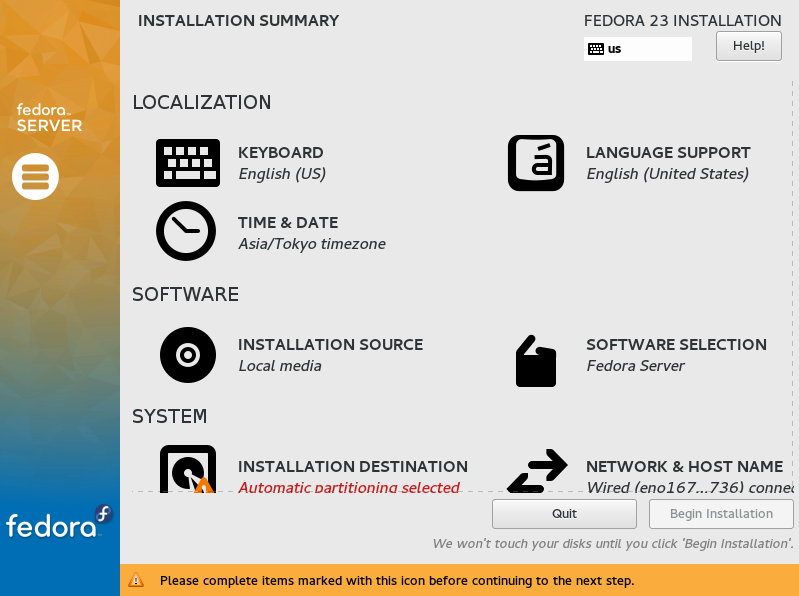 INSTALLATION SUMMARY
FEDORA 23 INSTALLATION
us
Help!
fedora
SERVER
LOCALIZATION
KEYBOARD
English (US)
LANGUAGE SUPPORT
English (United States)
TIME & DATE
Asia/Tokyo timezone
SOFTWARE
INSTALLATION SOURCE
Local media
SOFTWARE SELECTION
Fedora Server
SYSTEM
INSTALLATION DESTINATION
Automatic partitioning selected
NETWORK & HOST NAME
Wired (eno167...736) conne
fedora
Quit
Begin Installation
We won't touch your disks until you click 'Begin Installation'.
Please complete items marked with this icon before continuing to the next step.